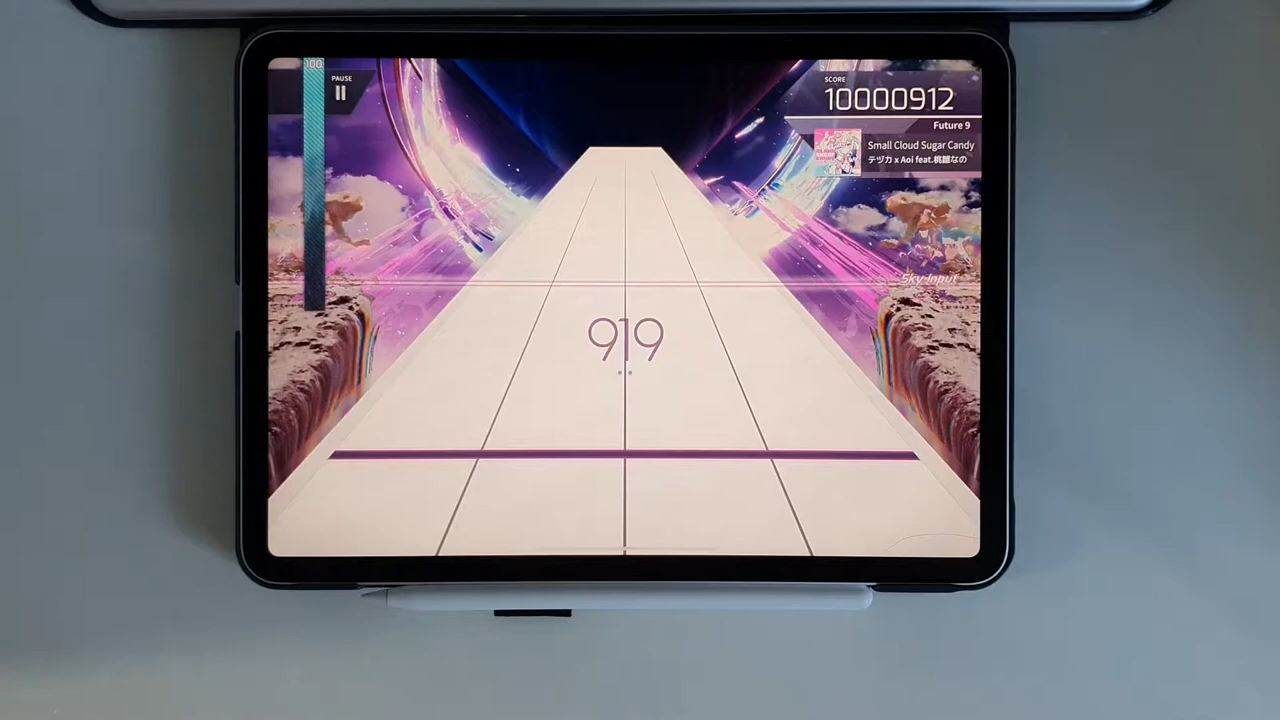 100
PAUSE
SCORE
10000912
Future 9
Small Cloud Sugar Candy
テヅカ x Aoi feat.桃雛なの
Sky Input
919